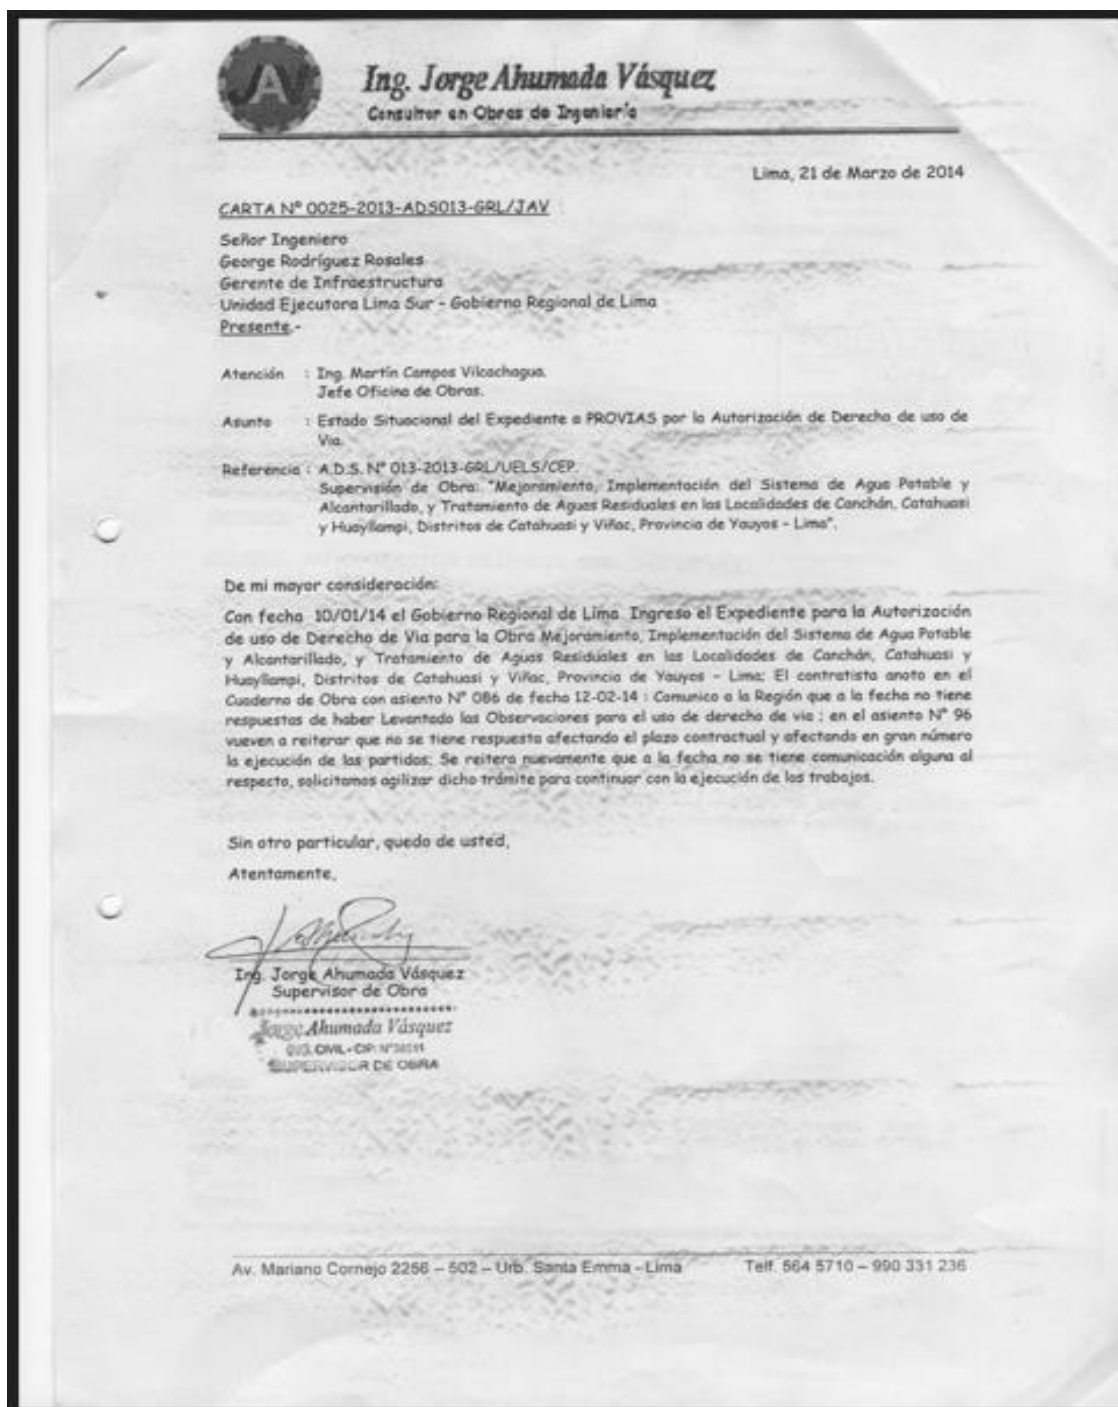 JAV
Ing. Jorge Ahumada Vásquez
Consultor en Obras de Ingeniería
Lima, 21 de Marzo de 2014
CARTA Nº 0025-2013-ADS013-GRL/JAV
Señor Ingeniero
George Rodríguez Rosales
Gerente de Infraestructura
Unidad Ejecutora Lima Sur - Gobierno Regional de Lima
Presente.-
Atención : Ing. Martín Campos Vilcachagua.
Jefe Oficina de Obras.
Asunto : Estado Situacional del Expediente a PROVIAS por la Autorización de Derecho de uso de
Via.
Referencia : A.D.S. Nº 013-2013-GRL/UELS/CEP.
Supervisión de Obra: "Mejoramiento, Implementación del Sistema de Agua Potable y
Alcantarillado, y Tratamiento de Aguas Residuales en las Localidades de Canchán, Catahuasi
y Huayllampi, Distritos de Catahuasi y Viñac, Provincia de Yauyos - Lima".
De mi mayor consideración:
Con fecha 10/01/14 el Gobierno Regional de Lima Ingreso el Expediente para la Autorización
de uso de Derecho de Via para la Obra Mejoramiento, Implementación del Sistema de Agua Potable
y Alcantarillado, y Tratamiento de Aguas Residuales en las Localidades de Canchán, Catahuasi y
Huayllampi, Distritos de Catahuasi y Viñac, Provincia de Yauyos - Lima; El contratista anoto en el
Cuaderno de Obra con asiento Nº 086 de fecha 12-02-14 : Comunico a la Región que a la fecha no tiene
respuestas de haber Levantado las Observaciones para el uso de derecho de via ; en el asiento Nº 96
vueven a reiterar que no se tiene respuesta afectando el plazo contractual y afectando en gran número
la ejecución de las partidas; Se reitera nuevamente que a la fecha no se tiene comunicación alguna al
respecto, solicitamos agilizar dicho trámite para continuar con la ejecución de los trabajos.
Sin otro particular, quedo de usted,
Atentamente,
Ing. Jorge Ahumada Vásquez
Supervisor de Obra
Jorge Ahumada Vásquez
ING. CIVIL - CIP. Nº
SUPERVISOR DE OBRA
Av. Mariano Cornejo 2256 – 502 – Urb. Santa Emma - Lima Telf. 564 5710 – 990 331 236